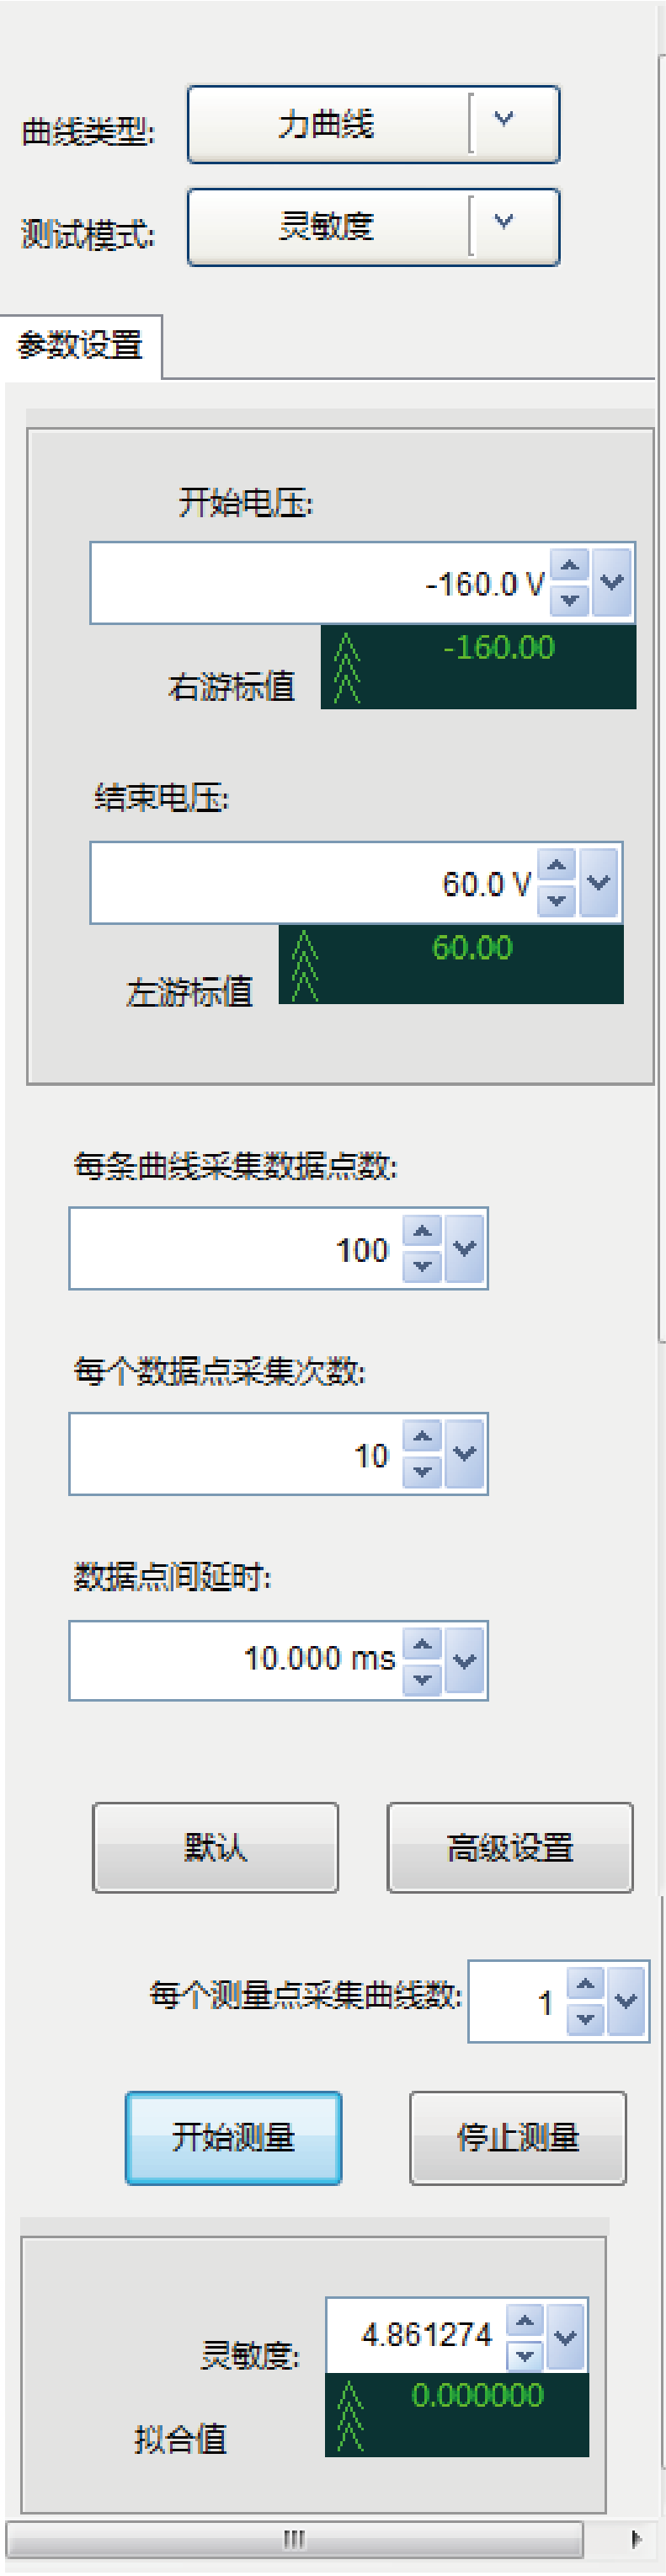 曲线类型: 力曲线
测试模式: 灵敏度
参数设置
开始电压:
-160.0 V
-160.00
右游标值
结束电压:
60.0 V
60.00
左游标值
每条曲线采集数据点数:
100
每个数据点采集次数:
10
数据点间延时:
10.000 ms
默认 高级设置
每个测量点采集曲线数: 1
开始测量 停止测量
4.861274
灵敏度:
0.000000
拟合值